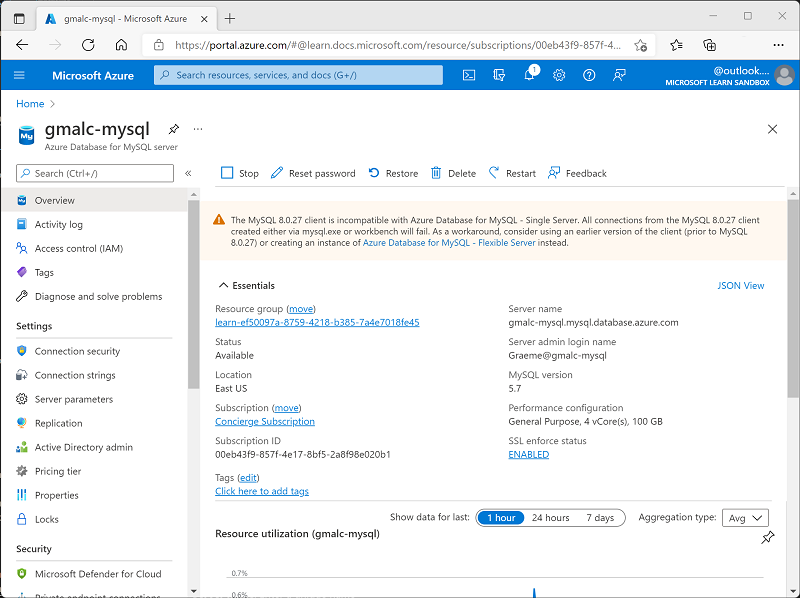 gmalc-mysql - Microsoft Azure
https://portal.azure.com/#@learn.docs.microsoft.com/resource/subscriptions/00eb43f9-857f-4...
Microsoft Azure
Search resources, services, and docs (G+/)
1
@outlook....
MICROSOFT LEARN SANDBOX
Home
My
gmalc-mysql
Azure Database for MySQL server
Search (Ctrl+/)
Overview
Activity log
Access control (IAM)
Tags
Diagnose and solve problems
Settings
Connection security
Connection strings
Server parameters
Replication
Active Directory admin
Pricing tier
Properties
Locks
Security
Microsoft Defender for Cloud
Private endpoint connections
Stop
Reset password
Restore
Delete
Restart
Feedback
The MySQL 8.0.27 client is incompatible with Azure Database for MySQL - Single Server. All connections from the MySQL 8.0.27 client
created either via mysql.exe or workbench will fail. As a workaround, consider using an earlier version of the client (prior to MySQL
8.0.27) or creating an instance of Azure Database for MySQL - Flexible Server instead.
Essentials
JSON View
Resource group (move)
learn-ef50097a-8759-4218-b385-7a4e7018fe45
Status
Available
Location
East US
Subscription (move)
Concierge Subscription
Subscription ID
00eb43f9-857f-4e17-8bf5-2a8f98e020b1
Tags (edit)
Click here to add tags
Server name
gmalc-mysql.mysql.database.azure.com
Server admin login name
Graeme@gmalc-mysql
MySQL version
5.7
Performance configuration
General Purpose, 4 vCore(s), 100 GB
SSL enforce status
ENABLED
Show data for last:
1 hour
24 hours
7 days
Aggregation type:
Avg
Resource utilization (gmalc-mysql)
0.7%
0.6%